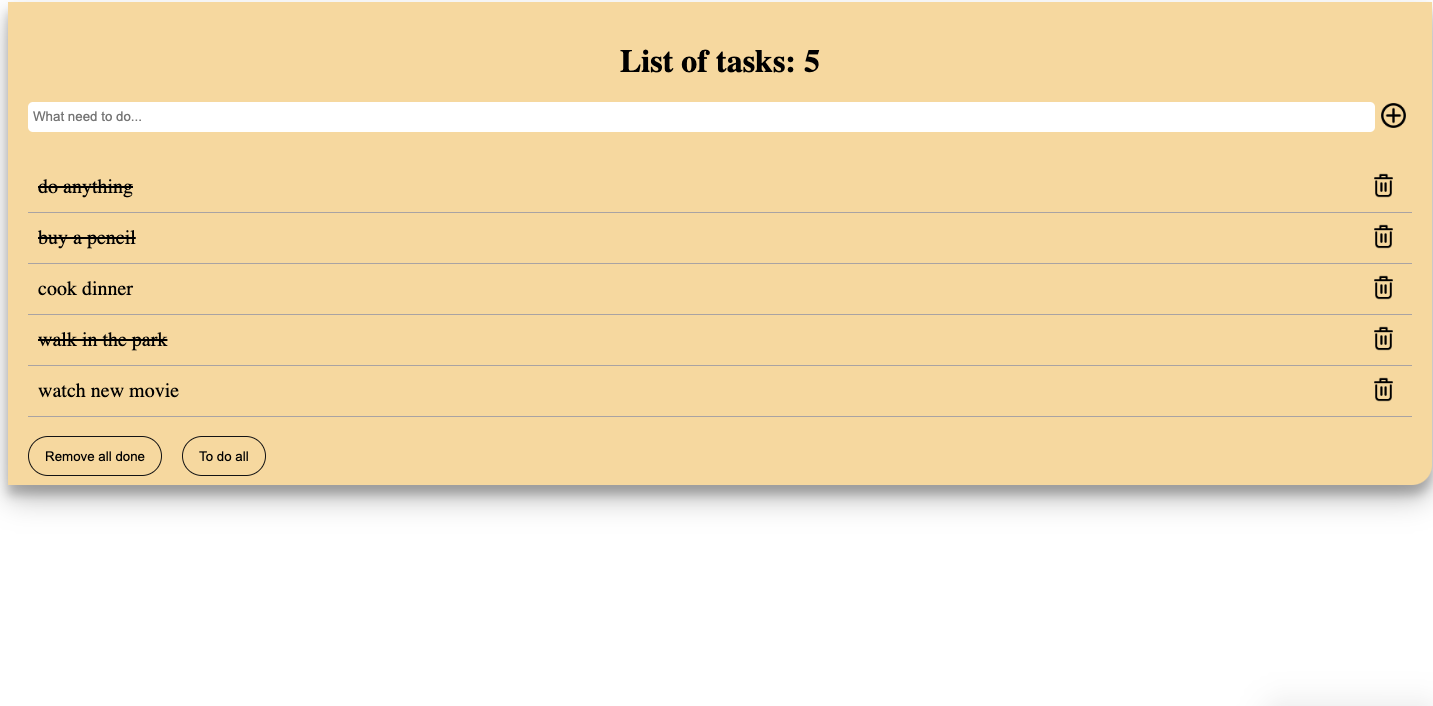 List of tasks: 5
What need to do...
do anything
buy a pencil
cook dinner
walk in the park
watch new movie
Remove all done To do all